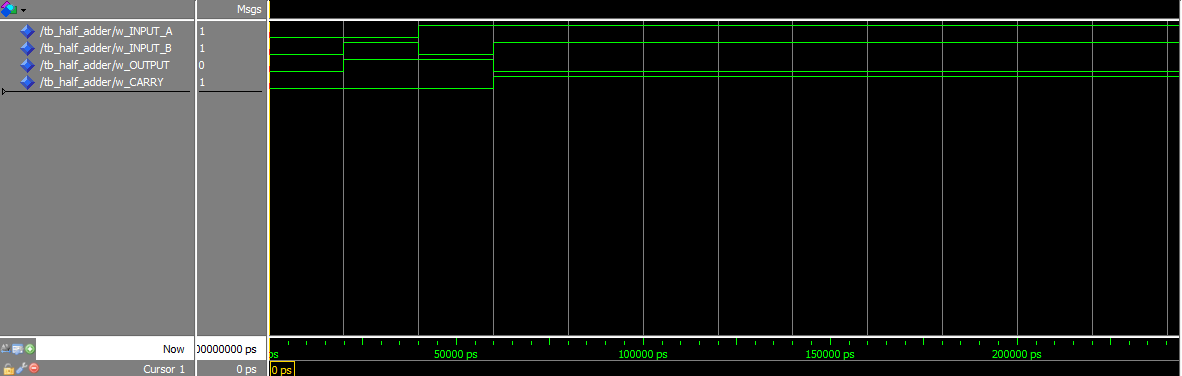 Msgs
/tb_half_adder/w_INPUT_A 1
/tb_half_adder/w_INPUT_B 1
/tb_half_adder/w_OUTPUT 0
/tb_half_adder/w_CARRY 1
Now 00000000 ps ps 50000 ps 100000 ps 150000 ps 200000 ps
Cursor 1 0 ps 0 ps